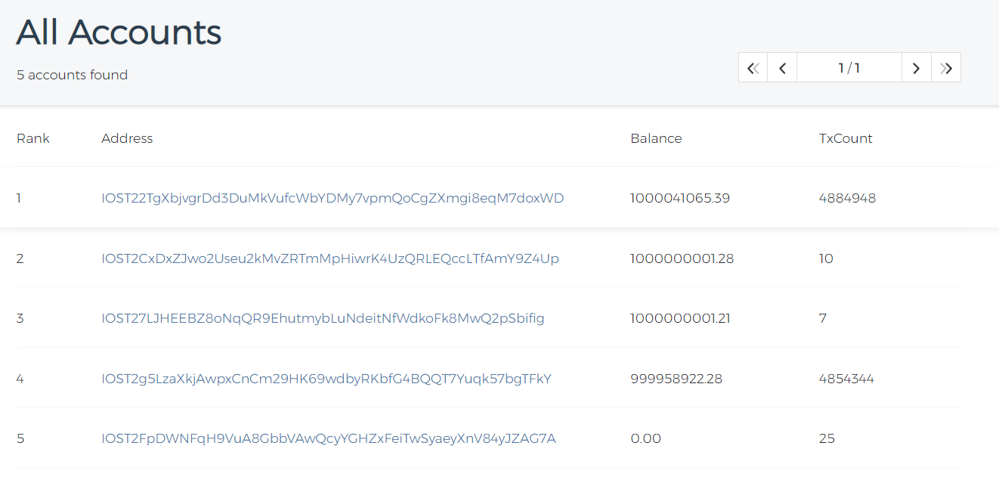 All Accounts
5 accounts found
1 / 1
Rank Address Balance TxCount
1 IOST22TgXbjvgrDd3DuMkVufcWbYDMy7vpmQoCgZXmgi8eqM7doxWD 1000041065.39 4884948
2 IOST2CxDxZJwo2Useu2kMvZRTmMpHiwrK4UzQRLEQccLTfAmY9Z4Up 1000000001.28 10
3 IOST27LJHEEBZ8oNqQR9EhutmybLuNdeitNfWdkoFk8MwQ2pSbifig 1000000001.21 7
4 IOST2g5LzaXkjAwpxCnCm29HK69wdbyRKbfG4BQQT7Yuqk57bgTFkY 999958922.28 4854344
5 IOST2FpDWNFqH9VuA8GbbVAwQcyYGHZxFeiTwSyaeyXnV84yJZAG7A 0.00 25